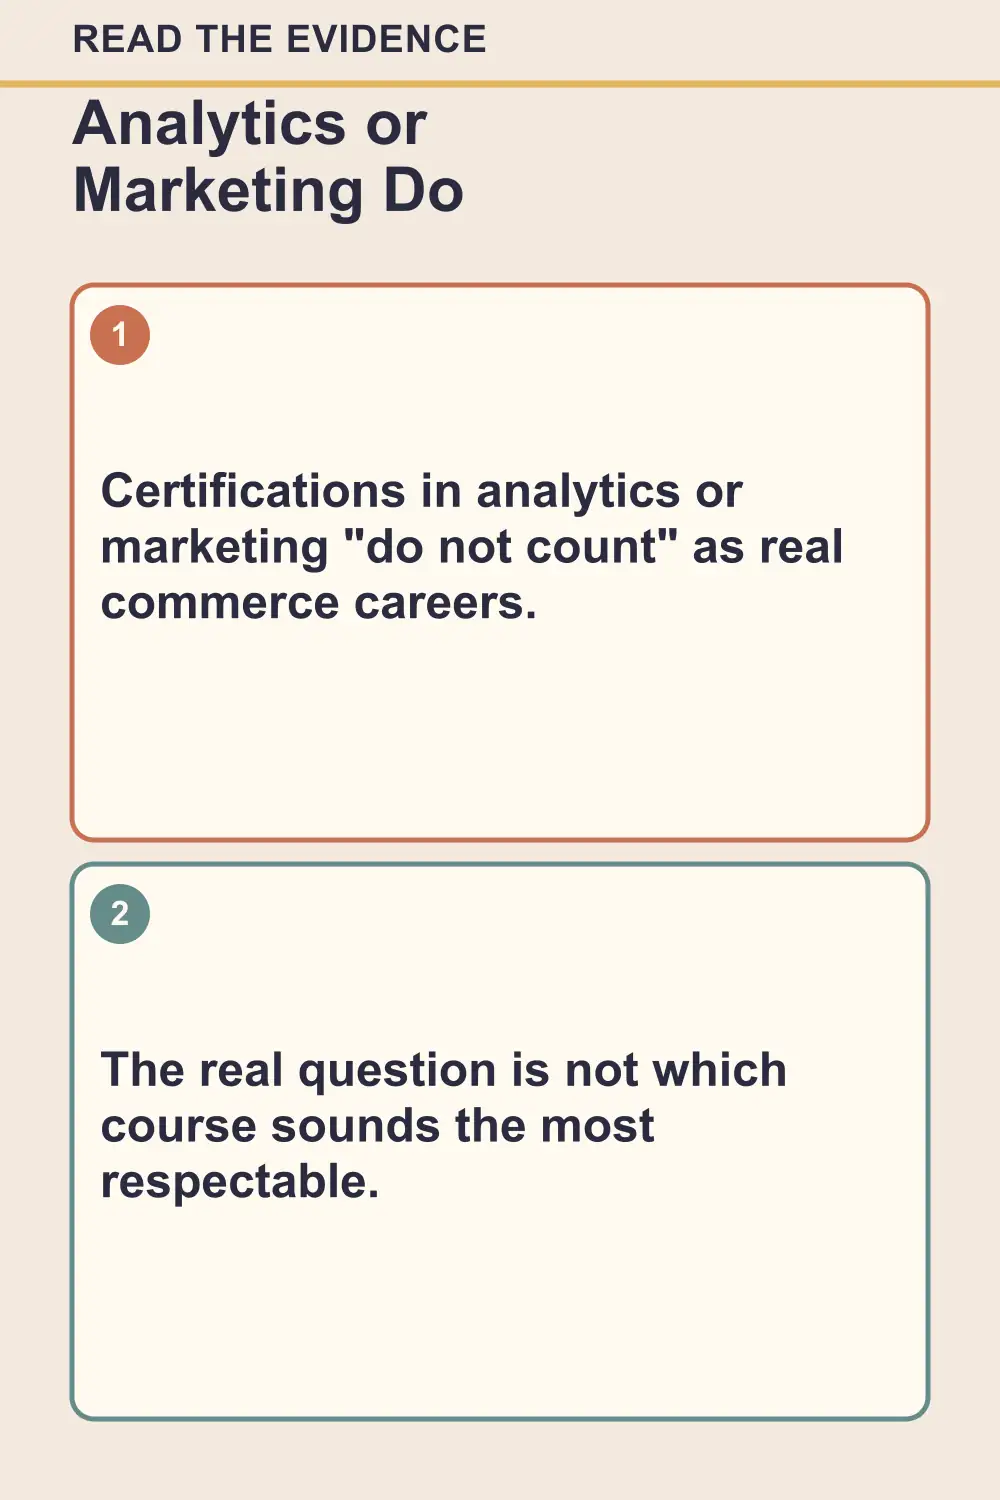 READ THE EVIDENCE
Analytics or
Marketing Do
1
Certifications in analytics or
marketing "do not count" as real
commerce careers.
2
The real question is not which
course sounds the most
respectable.